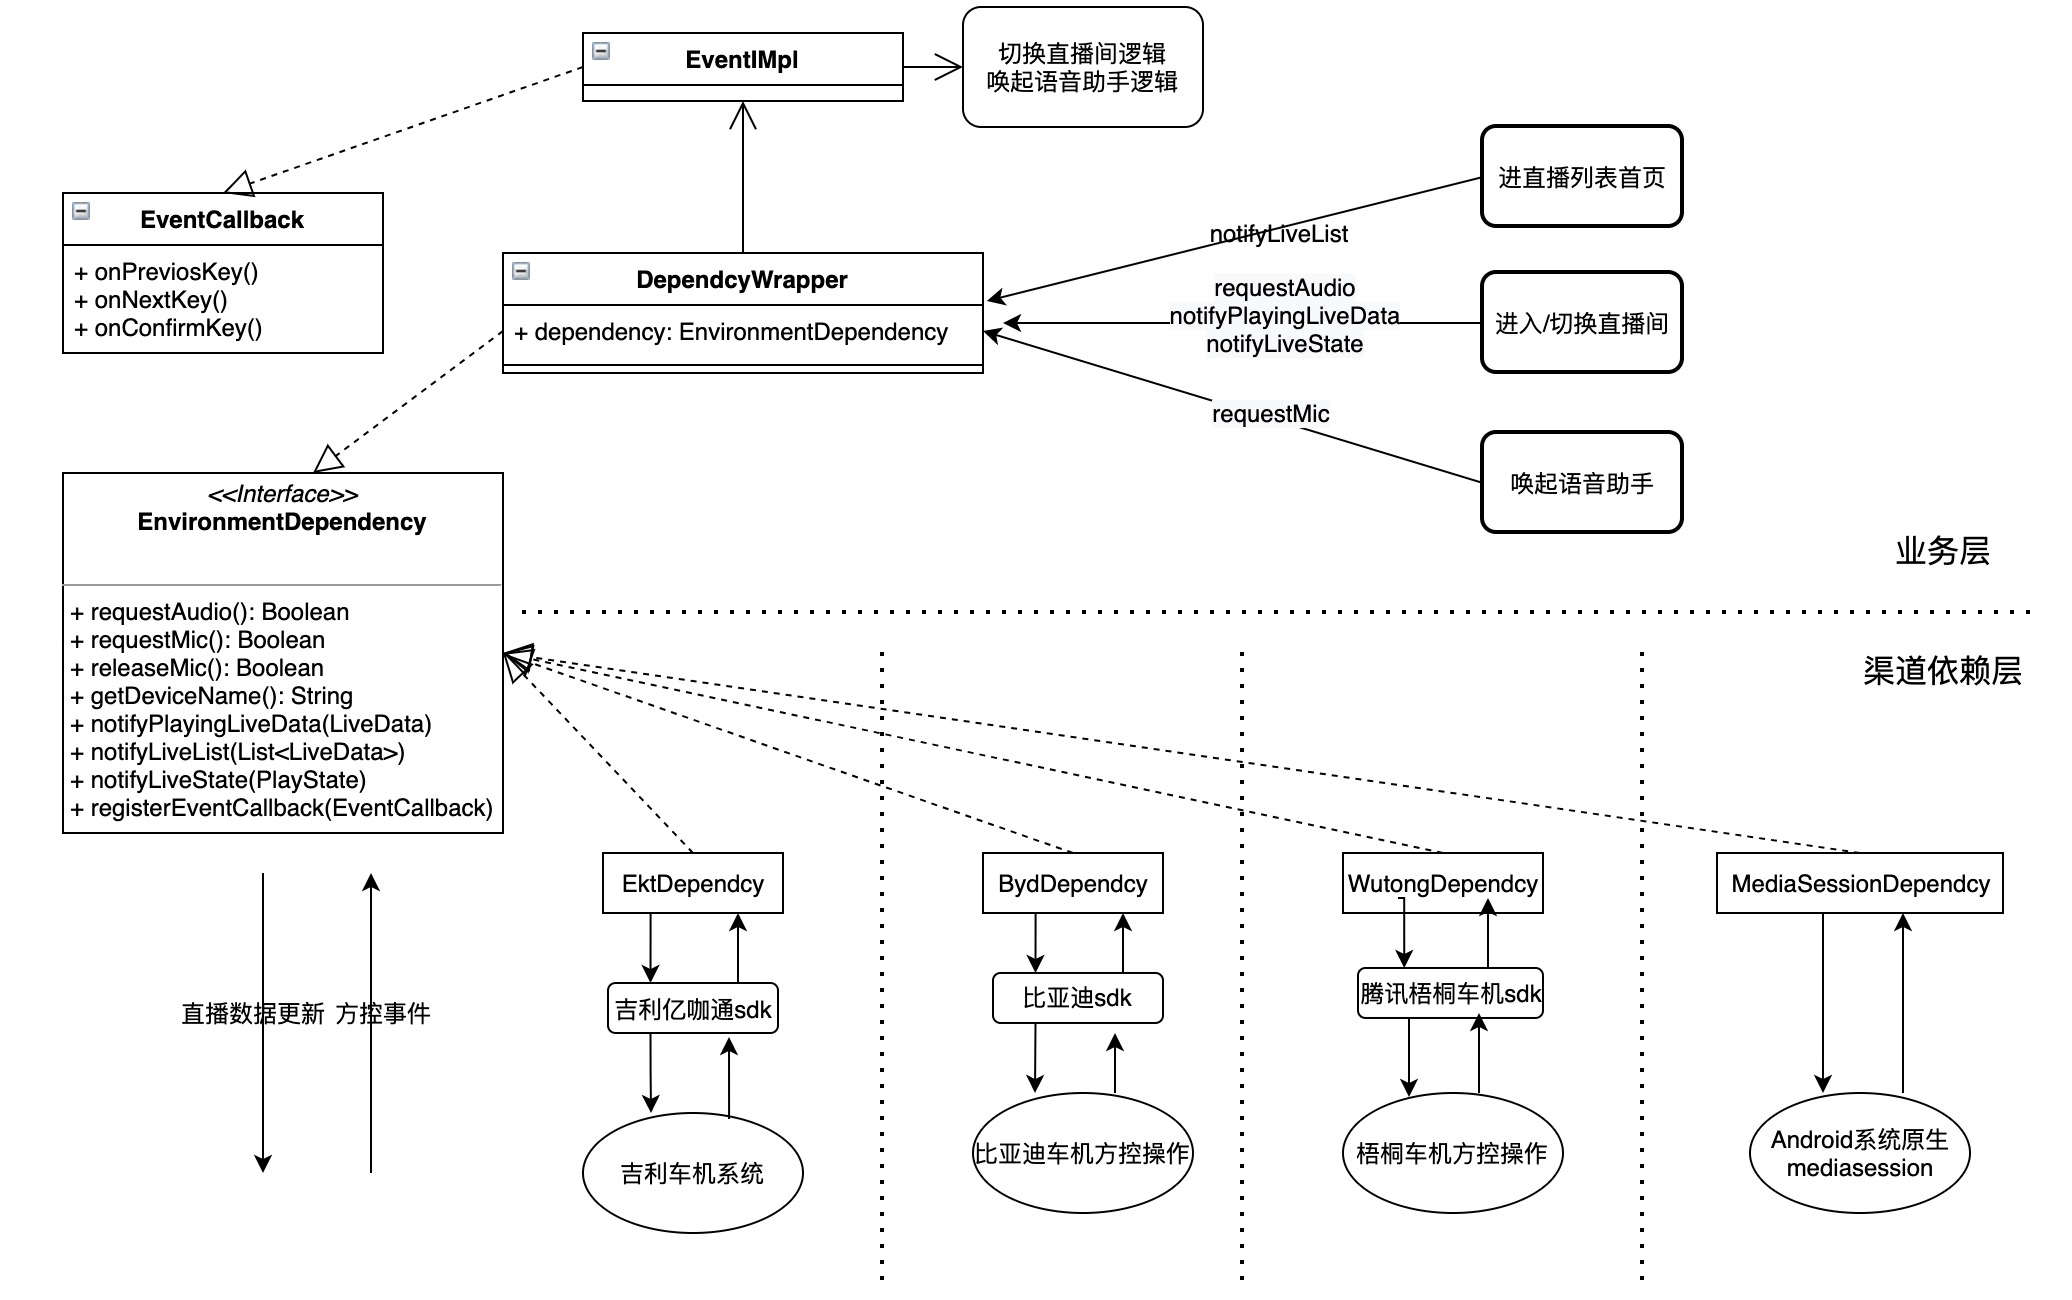 EventIMpl
切换直播间逻辑
唤起语音助手逻辑
EventCallback
+ onPreviosKey()
+ onNextKey()
+ onConfirmKey()
DependcyWrapper
+ dependency: EnvironmentDependency
进直播列表首页
notifyLiveList
requestAudio
notifyPlayingLiveData
notifyLiveState
进入/切换直播间
requestMic
唤起语音助手
<<Interface>>
EnvironmentDependency
+ requestAudio(): Boolean
+ requestMic(): Boolean
+ releaseMic(): Boolean
+ getDeviceName(): String
+ notifyPlayingLiveData(LiveData)
+ notifyLiveList(List<LiveData>)
+ notifyLiveState(PlayState)
+ registerEventCallback(EventCallback)
业务层
渠道依赖层
直播数据更新
方控事件
EktDependcy
吉利亿咖通sdk
吉利车机系统
BydDependcy
比亚迪sdk
比亚迪车机方控操作
WutongDependcy
腾讯梧桐车机sdk
梧桐车机方控操作
MediaSessionDependcy
Android系统原生
mediasession